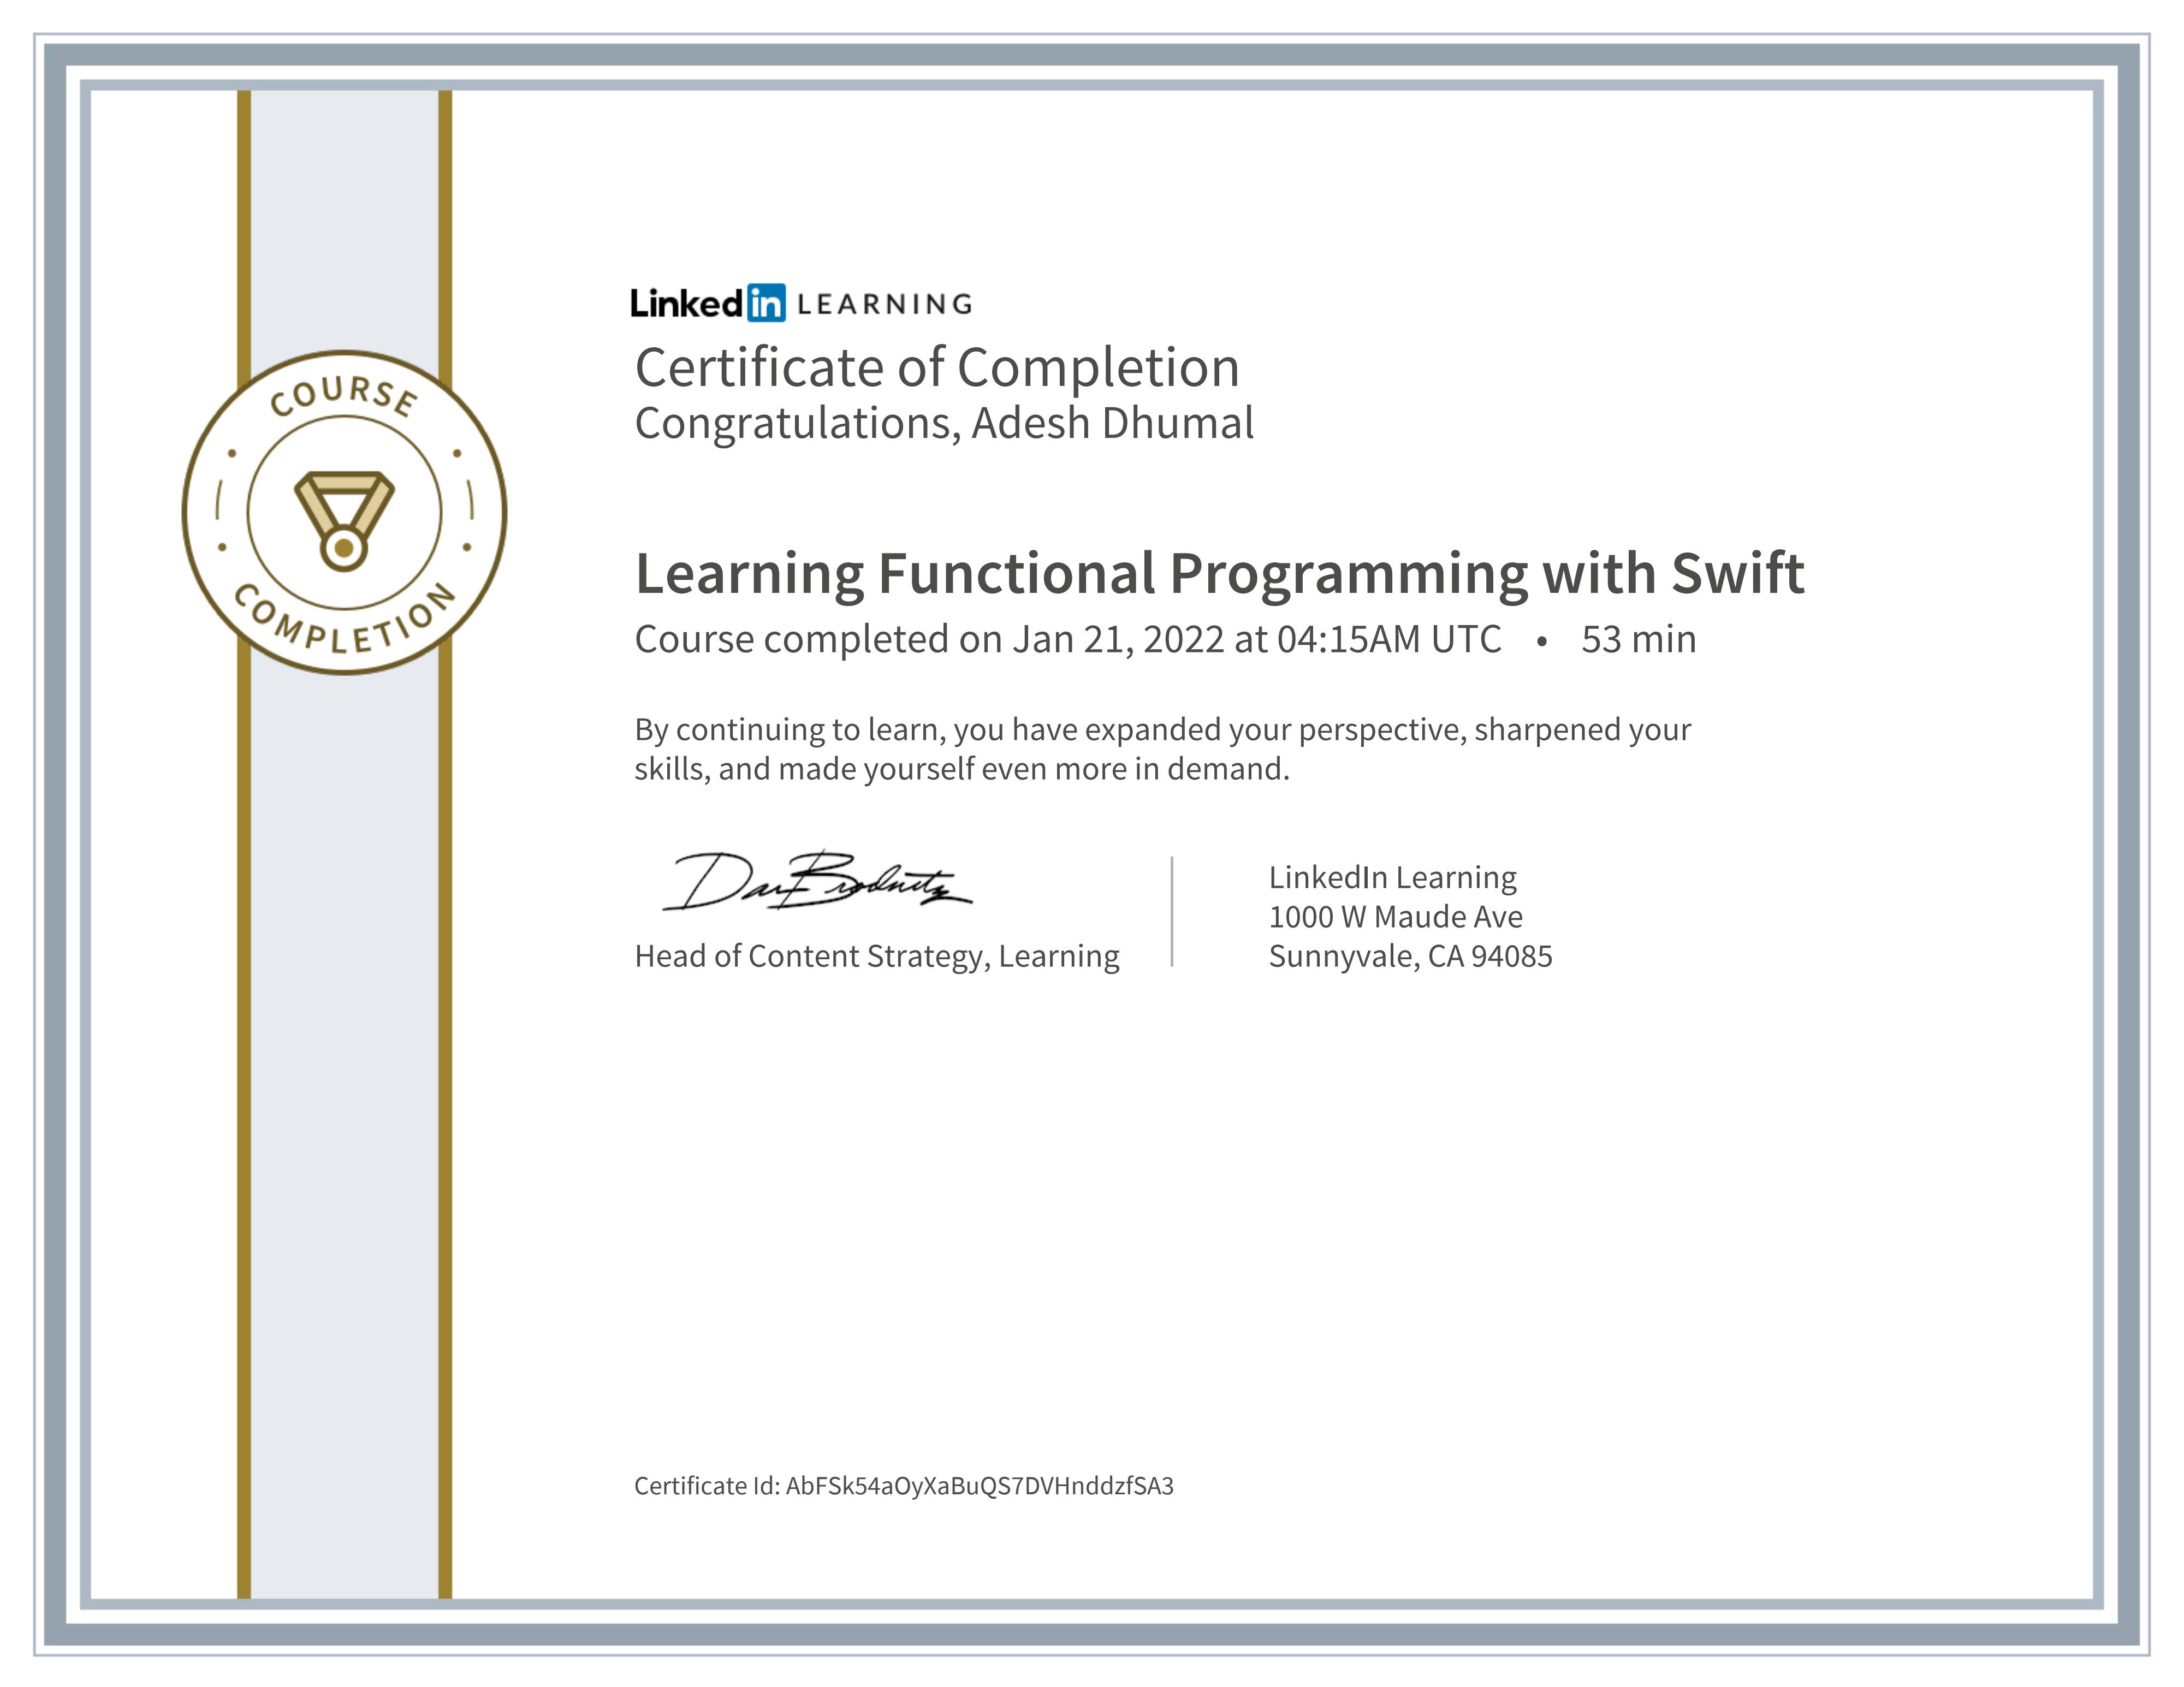 LinkedIn LEARNING
Certificate of Completion
Congratulations, Adesh Dhumal
COURSE
COMPLETION
Learning Functional Programming with Swift
Course completed on Jan 21, 2022 at 04:15AM UTC • 53 min
By continuing to learn, you have expanded your perspective, sharpened your
skills, and made yourself even more in demand.
Head of Content Strategy, Learning
LinkedIn Learning
1000 W Maude Ave
Sunnyvale, CA 94085
Certificate Id: AbFSk54aOyXaBuQS7DVHnddzfSA3